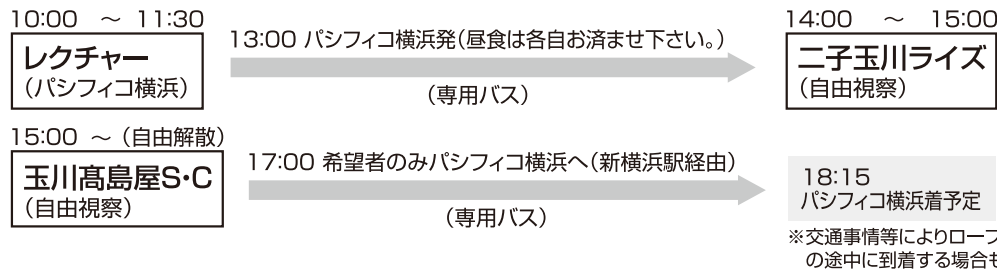 10:00 ～ 11:30
レクチャー
（パシフィコ横浜）
13:00 パシフィコ横浜発（昼食は各自お済ませ下さい。）
（専用バス）
14:00 ～ 15:00
二子玉川ライズ
（自由視察）
15:00 ～（自由解散）
玉川髙島屋S・C
（自由視察）
17:00 希望者のみパシフィコ横浜へ（新横浜駅経由）
（専用バス）
18:15
パシフィコ横浜着予定
※交通事情等によりロープ
の途中に到着する場合も